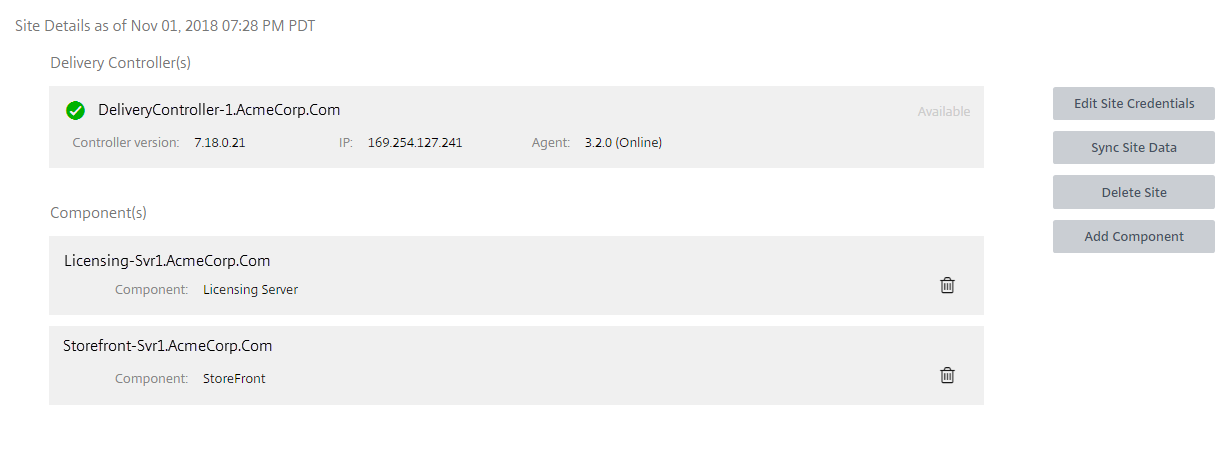 Site Details as of Nov 01, 2018 07:28 PM PDT
Delivery Controller(s)
DeliveryController-1.AcmeCorp.Com
Available
Controller version: 7.18.0.21 IP: 169.254.127.241 Agent: 3.2.0 (Online)
Component(s)
Licensing-Svr1.AcmeCorp.Com
Component: Licensing Server
Storefront-Svr1.AcmeCorp.Com
Component: StoreFront
Edit Site Credentials
Sync Site Data
Delete Site
Add Component